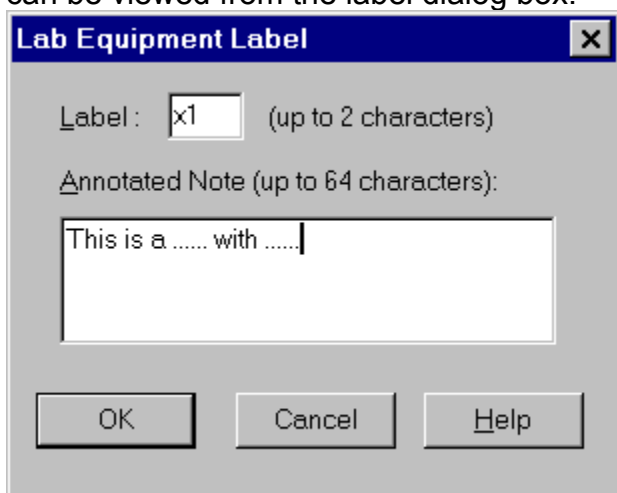 can be viewed from the label dialog box.
Lab Equipment Label
Label : x1 (up to 2 characters)
Annotated Note (up to 64 characters):
This is a ...... with ......
OK Cancel Help